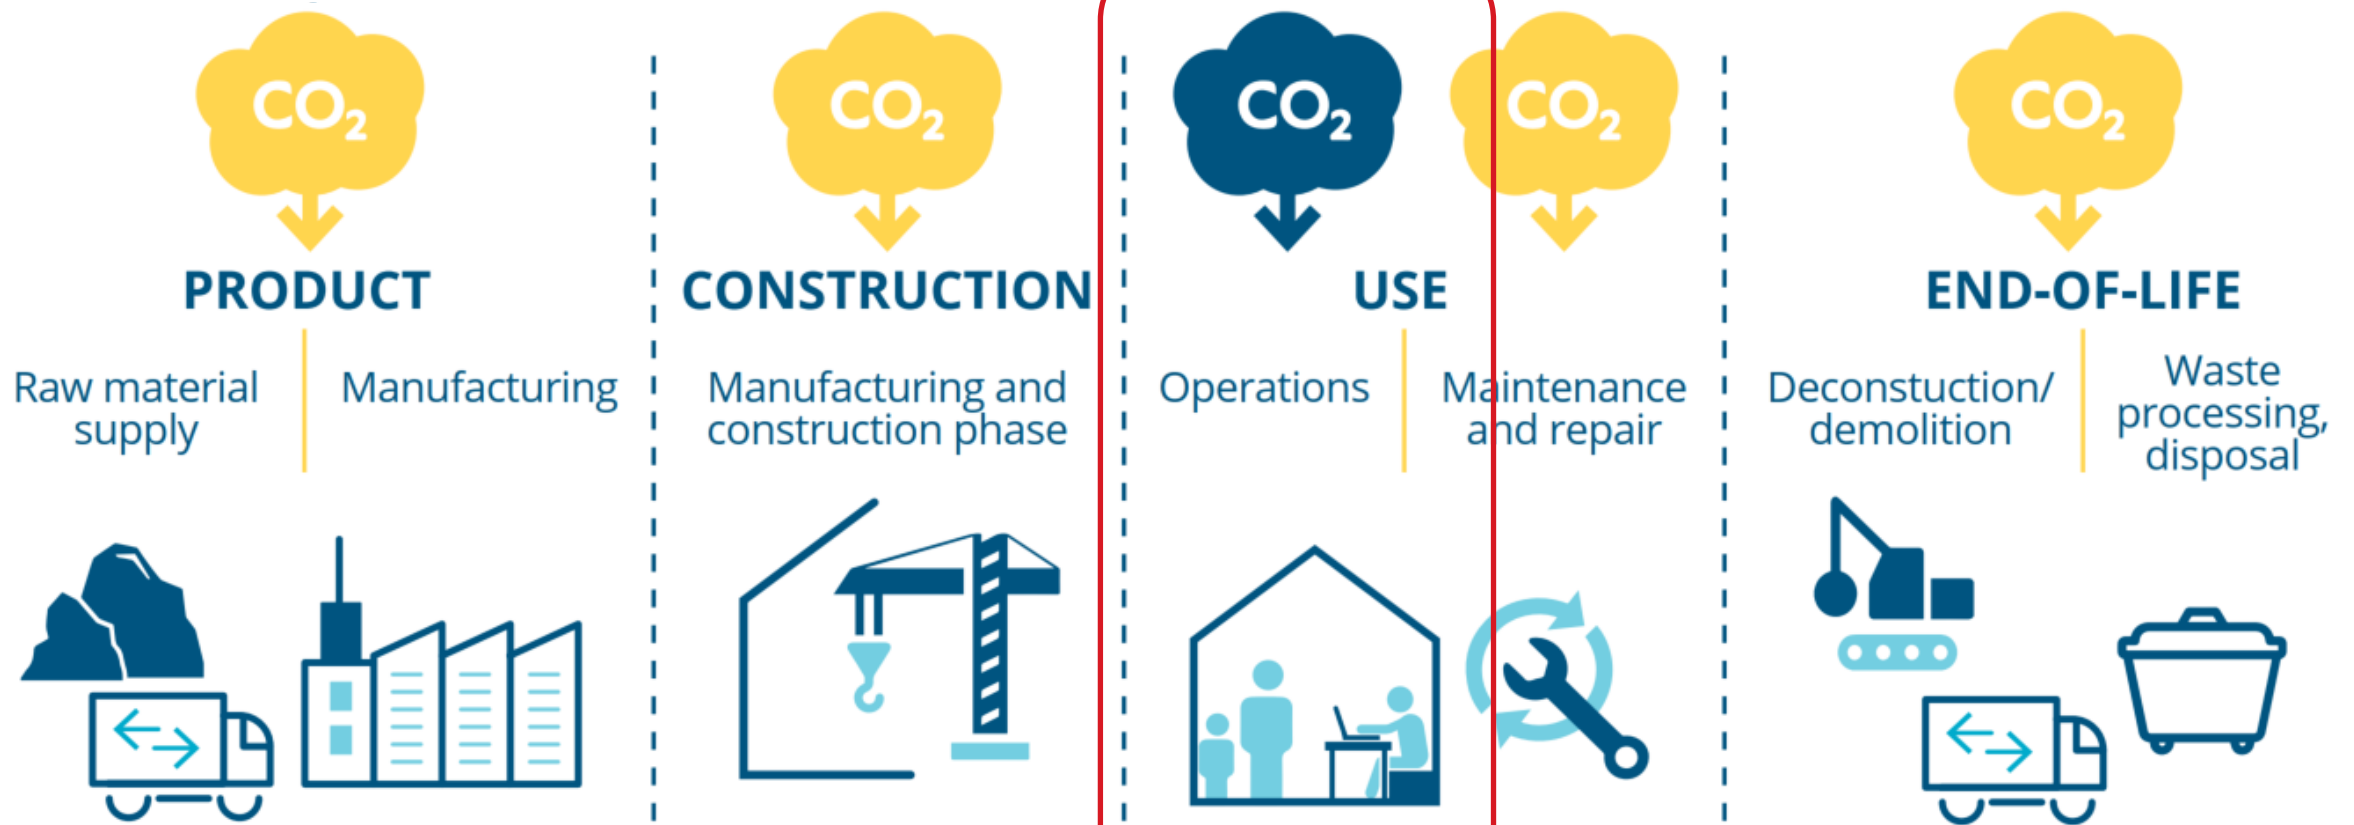 CO₂
CO₂
CO₂
CO₂
CO₂
PRODUCT
CONSTRUCTION
USE
END-OF-LIFE
Raw material
supply
Manufacturing
Manufacturing and
construction phase
Operations
Maintenance
and repair
Deconstuction/
demolition
Waste
processing,
disposal